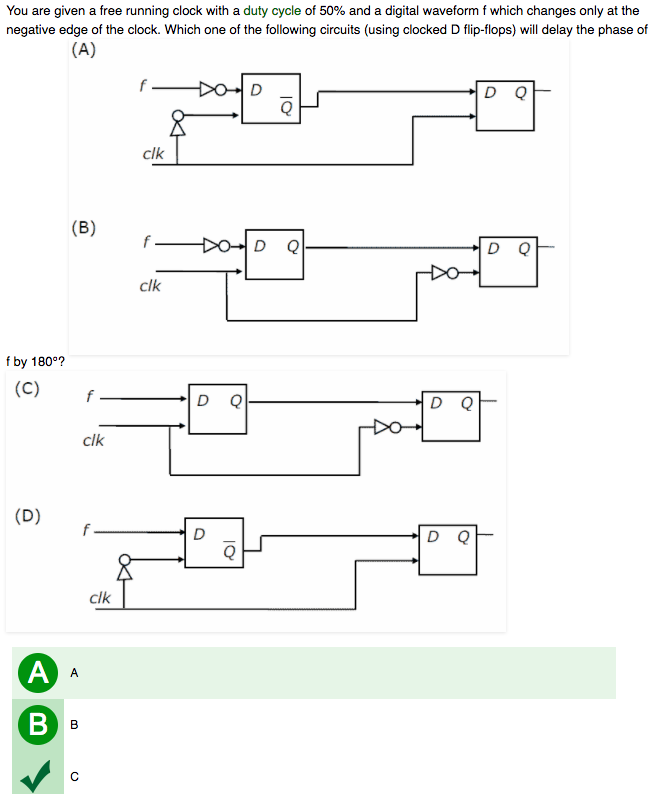 You are given a free running clock with a duty cycle of 50% and a digital waveform f which changes only at the
negative edge of the clock. Which one of the following circuits (using clocked D flip-flops) will delay the phase of
(A)
f D Q̅ D Q
clk
(B)
f D Q D Q
clk
f by 180°?
(C)
f D Q D Q
clk
(D)
f D Q̅ D Q
clk
A A
B B
C